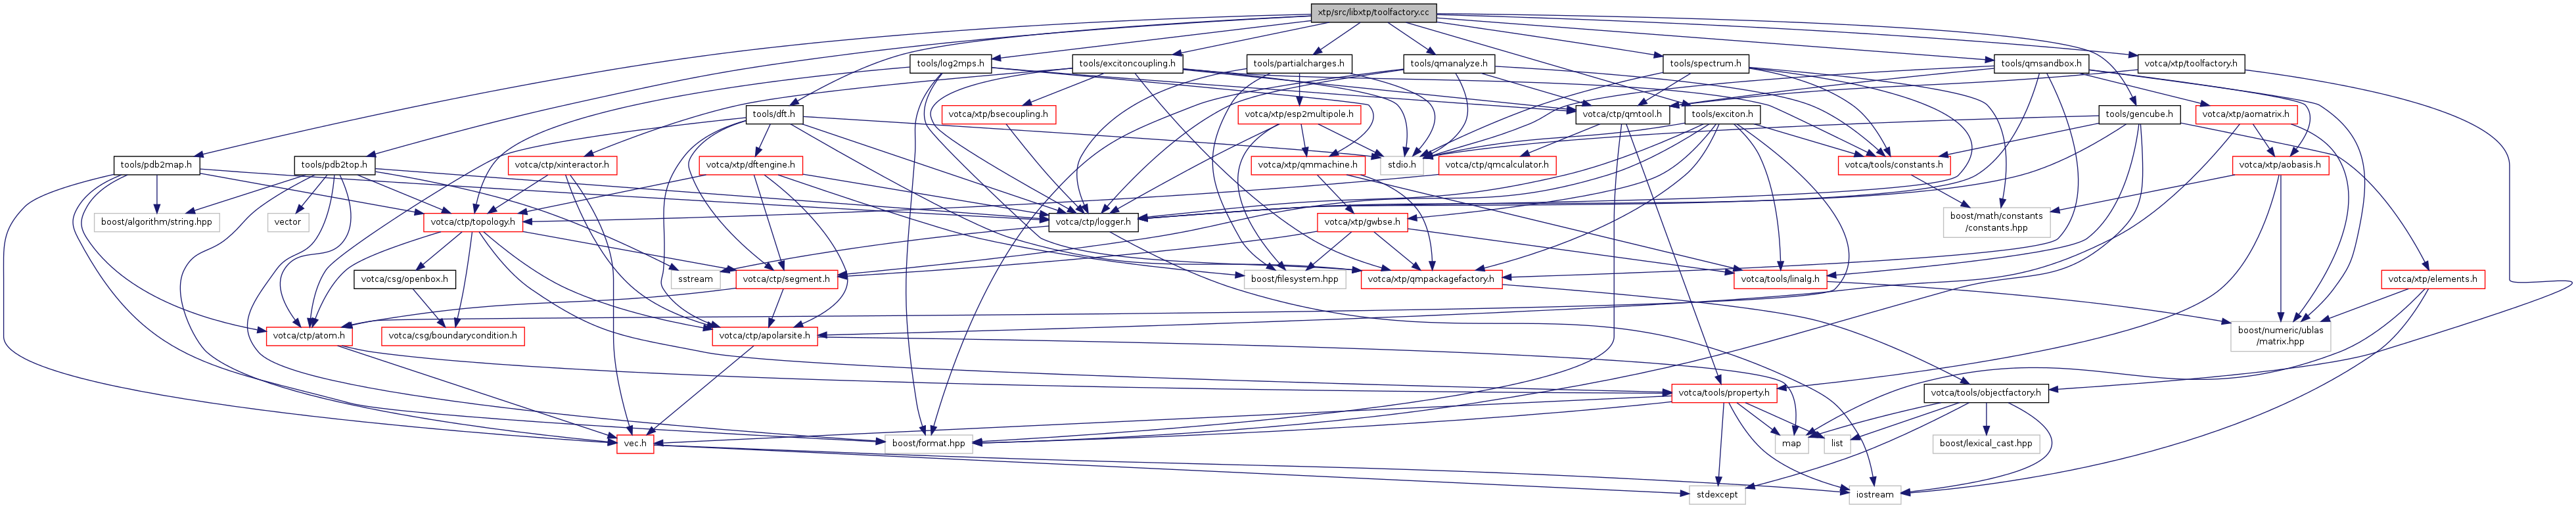 xtp/src/libxtp/toolfactory.cc
tools/log2mps.h
tools/excitoncoupling.h
tools/partialcharges.h
tools/qmanalyze.h
tools/spectrum.h
tools/qmsandbox.h
votca/xtp/toolfactory.h
tools/dft.h
votca/xtp/bsecoupling.h
votca/xtp/esp2multipole.h
votca/ctp/qmtool.h
tools/exciton.h
tools/gencube.h
votca/xtp/aomatrix.h
tools/pdb2map.h
tools/pdb2top.h
votca/ctp/xinteractor.h
votca/xtp/dftengine.h
votca/xtp/qmmachine.h
stdio.h
votca/ctp/qmcalculator.h
votca/tools/constants.h
votca/xtp/aobasis.h
boost/algorithm/string.hpp
vector
votca/ctp/topology.h
votca/ctp/logger.h
votca/xtp/gwbse.h
boost/math/constants
/constants.hpp
votca/csg/openbox.h
sstream
votca/ctp/segment.h
boost/filesystem.hpp
votca/xtp/qmpackagefactory.h
votca/tools/linalg.h
votca/xtp/elements.h
votca/ctp/atom.h
votca/csg/boundarycondition.h
votca/ctp/apolarsite.h
boost/numeric/ublas
/matrix.hpp
votca/tools/property.h
votca/tools/objectfactory.h
vec.h
boost/format.hpp
map
list
boost/lexical_cast.hpp
stdexcept
iostream